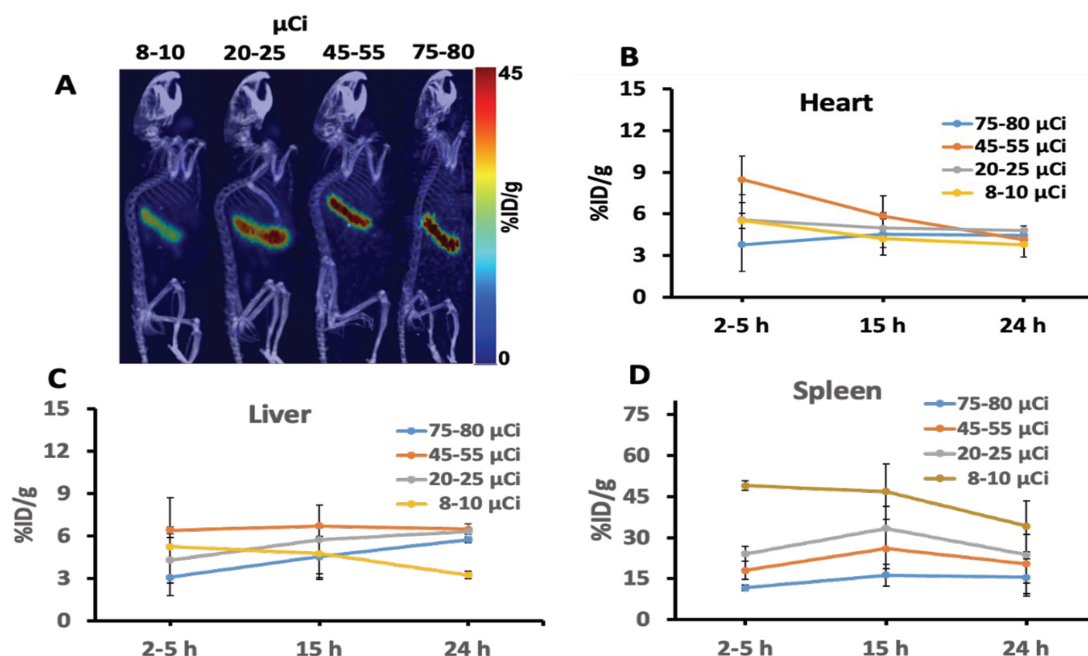 µCi
8-10 20-25 45-55 75-80
A
45
%ID/g
0
B
Heart
15
12
9
6
3
0
%ID/g
75-80 µCi
45-55 µCi
20-25 µCi
8-10 µCi
2-5 h 15 h 24 h
C
Liver
15
12
9
6
3
0
%ID/g
75-80 µCi
45-55 µCi
20-25 µCi
8-10 µCi
2-5 h 15 h 24 h
D
Spleen
75
60
45
30
15
0
%ID/g
75-80 µCi
45-55 µCi
20-25 µCi
8-10 µCi
2-5 h 15 h 24 h